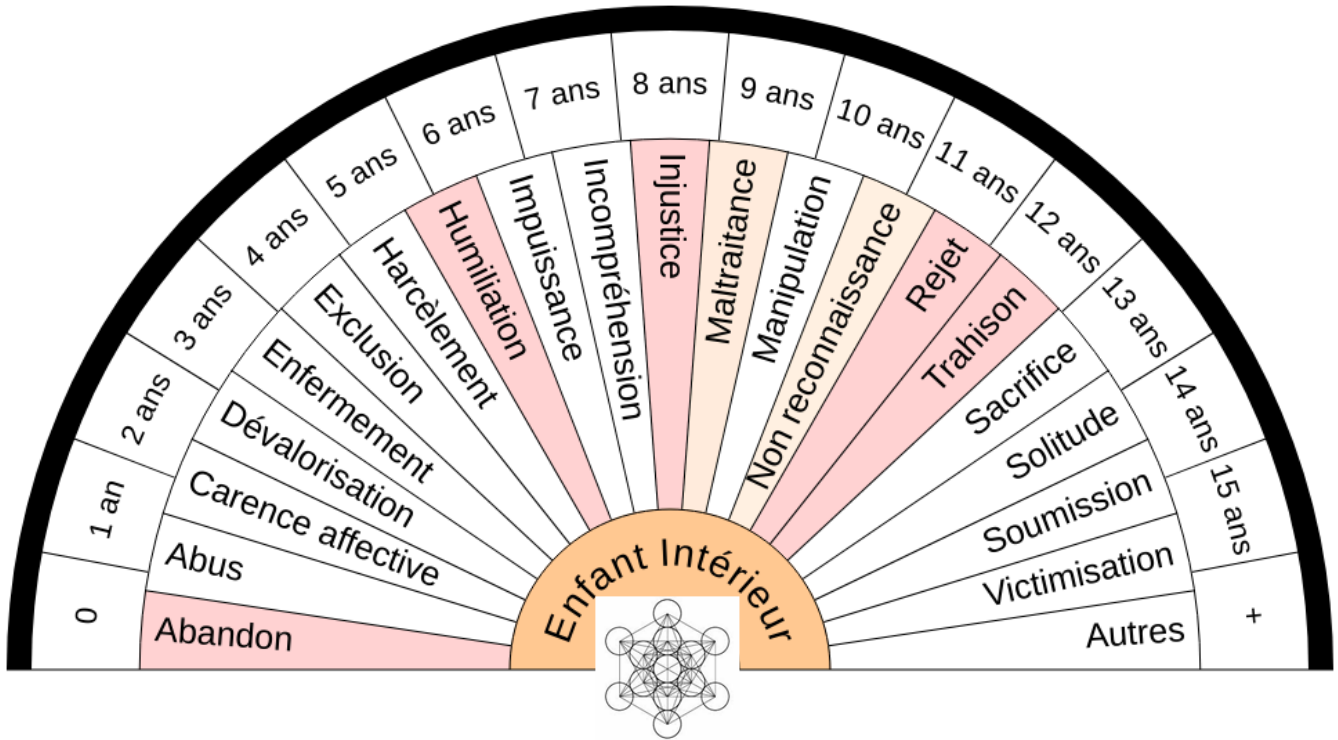 0
1 an
2 ans
3 ans
4 ans
5 ans
6 ans
7 ans
8 ans
9 ans
10 ans
11 ans
12 ans
13 ans
14 ans
15 ans
+
Abandon
Abus
Carence affective
Dévalorisation
Enfermement
Exclusion
Harcèlement
Humiliation
Impuissance
Incompréhension
Injustice
Maltraitance
Manipulation
Non reconnaissance
Rejet
Trahison
Sacrifice
Solitude
Soumission
Victimisation
Autres
Enfant Intérieur